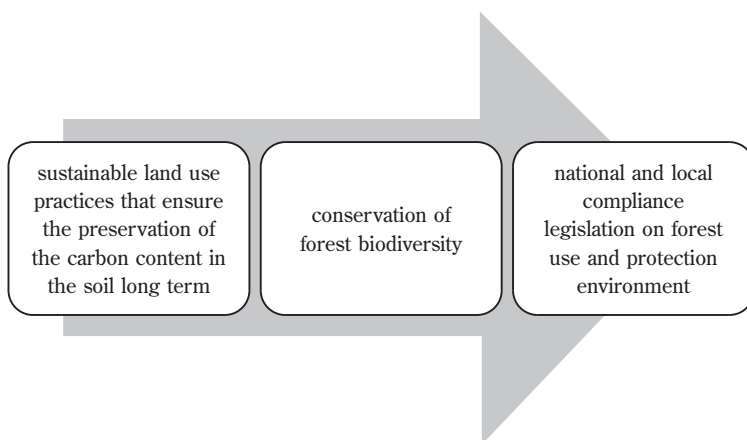 sustainable land use
practices that ensure
the preservation of
the carbon content in
the soil long term
conservation of
forest biodiversity
national and local
compliance
legislation on forest
use and protection
environment